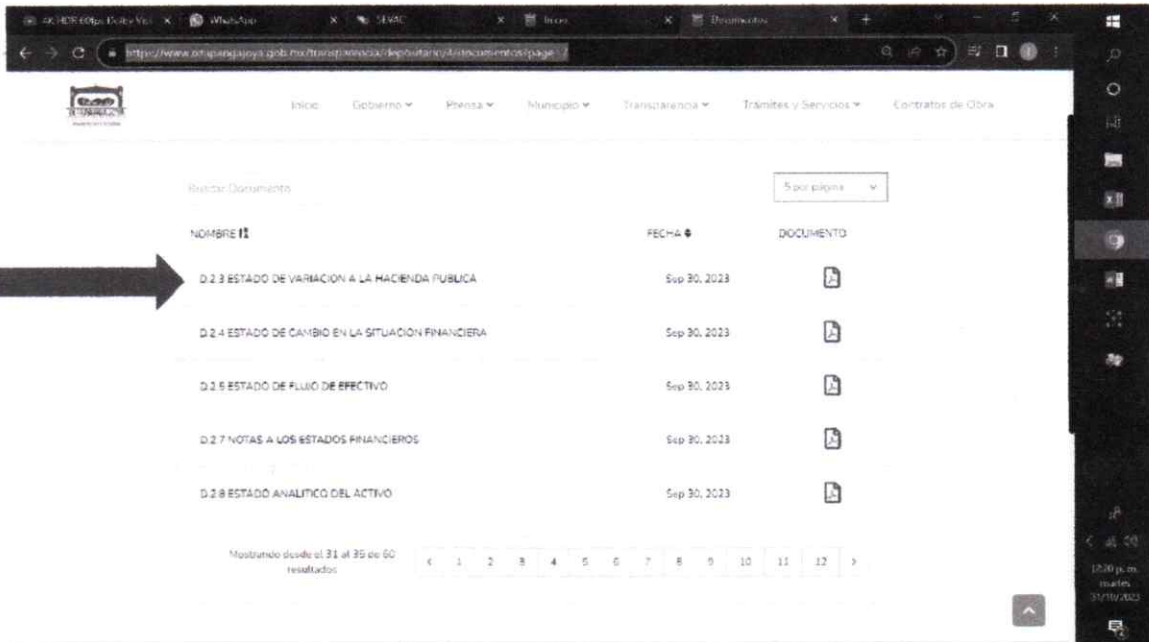 4K HDR 60fps Dolby Visi
WhatsApp
SEVAC
Inicio
Documentos
Inicio Gobierno Prensa Municipio Transparencia Trámites y Servicios Contratos de Obra
Buscar Documento
5 por página
NOMBRE FECHA DOCUMENTO
D.2.3 ESTADO DE VARIACION A LA HACIENDA PUBLICA Sep 30, 2023
D.2.4 ESTADO DE CAMBIO EN LA SITUACION FINANCIERA Sep 30, 2023
D.2.5 ESTADO DE FLUJO DE EFECTIVO Sep 30, 2023
D.2.7 NOTAS A LOS ESTADOS FINANCIEROS Sep 30, 2023
D.2.8 ESTADO ANALITICO DEL ACTIVO Sep 30, 2023
Mostrando desde el 31 al 35 de 60
resultados
< 1 2 3 4 5 6 7 8 9 10 11 12 >
12:20 p. m.
martes
31/10/2023